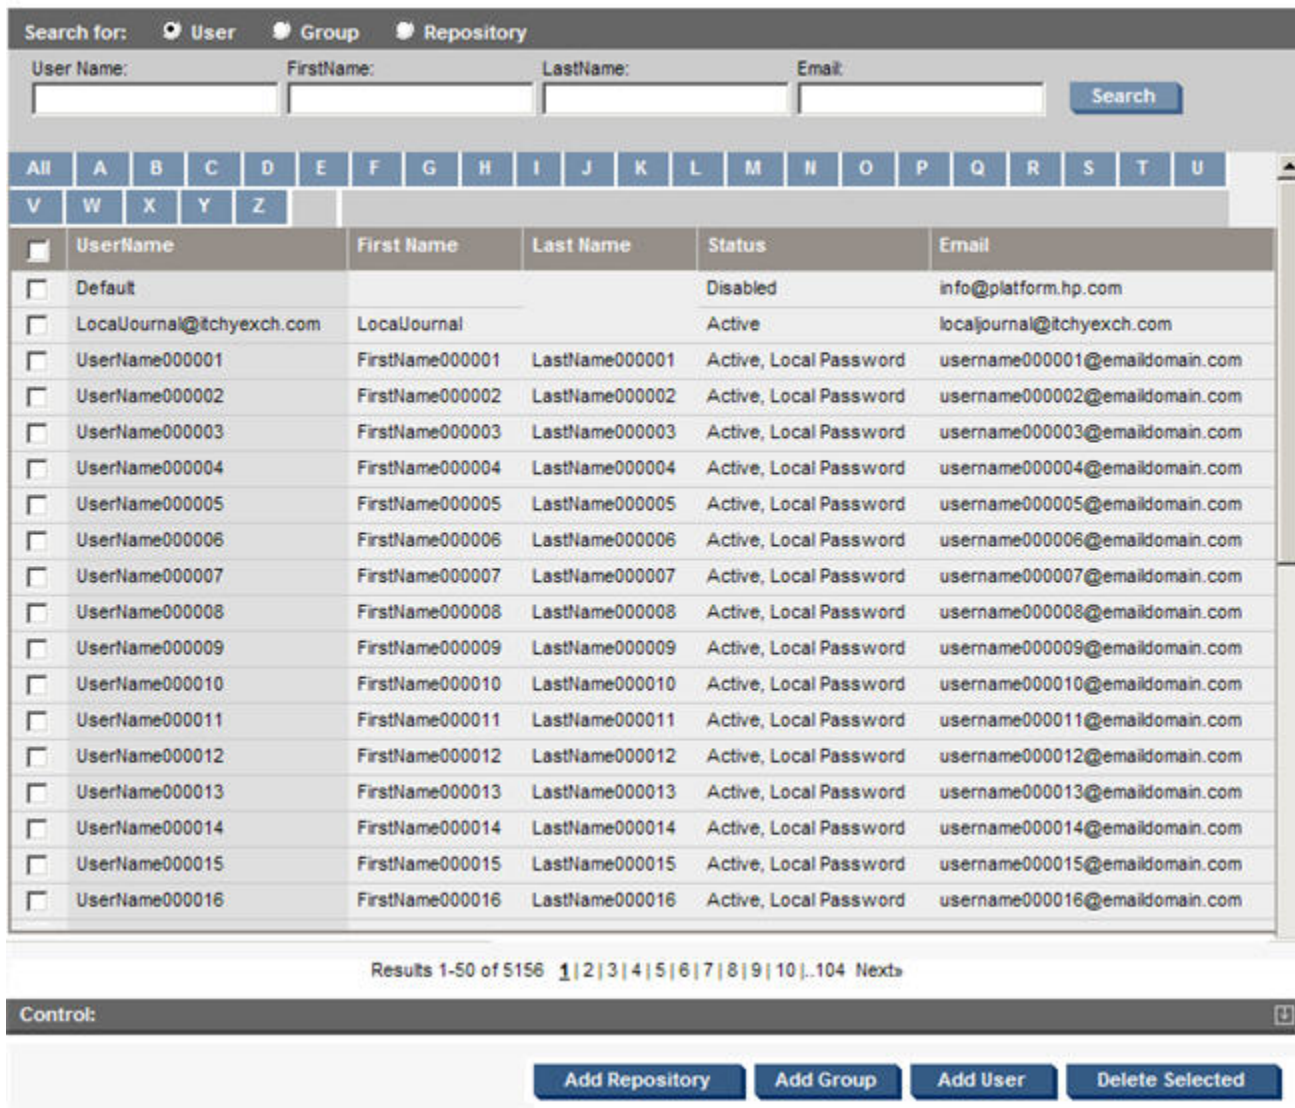 Search for: User Group Repository
User Name: FirstName: LastName: Email:
Search
All A B C D E F G H I J K L M N O P Q R S T U
V W X Y Z
UserName First Name Last Name Status Email
Default Disabled info@platform.hp.com
LocalJournal@itchyexch.com LocalJournal Active localjournal@itchyexch.com
UserName000001 FirstName000001 LastName000001 Active, Local Password username000001@emaildomain.com
UserName000002 FirstName000002 LastName000002 Active, Local Password username000002@emaildomain.com
UserName000003 FirstName000003 LastName000003 Active, Local Password username000003@emaildomain.com
UserName000004 FirstName000004 LastName000004 Active, Local Password username000004@emaildomain.com
UserName000005 FirstName000005 LastName000005 Active, Local Password username000005@emaildomain.com
UserName000006 FirstName000006 LastName000006 Active, Local Password username000006@emaildomain.com
UserName000007 FirstName000007 LastName000007 Active, Local Password username000007@emaildomain.com
UserName000008 FirstName000008 LastName000008 Active, Local Password username000008@emaildomain.com
UserName000009 FirstName000009 LastName000009 Active, Local Password username000009@emaildomain.com
UserName000010 FirstName000010 LastName000010 Active, Local Password username000010@emaildomain.com
UserName000011 FirstName000011 LastName000011 Active, Local Password username000011@emaildomain.com
UserName000012 FirstName000012 LastName000012 Active, Local Password username000012@emaildomain.com
UserName000013 FirstName000013 LastName000013 Active, Local Password username000013@emaildomain.com
UserName000014 FirstName000014 LastName000014 Active, Local Password username000014@emaildomain.com
UserName000015 FirstName000015 LastName000015 Active, Local Password username000015@emaildomain.com
UserName000016 FirstName000016 LastName000016 Active, Local Password username000016@emaildomain.com
Results 1-50 of 5156 1|2|3|4|5|6|7|8|9|10|..104 Next»
Control:
Add Repository Add Group Add User Delete Selected